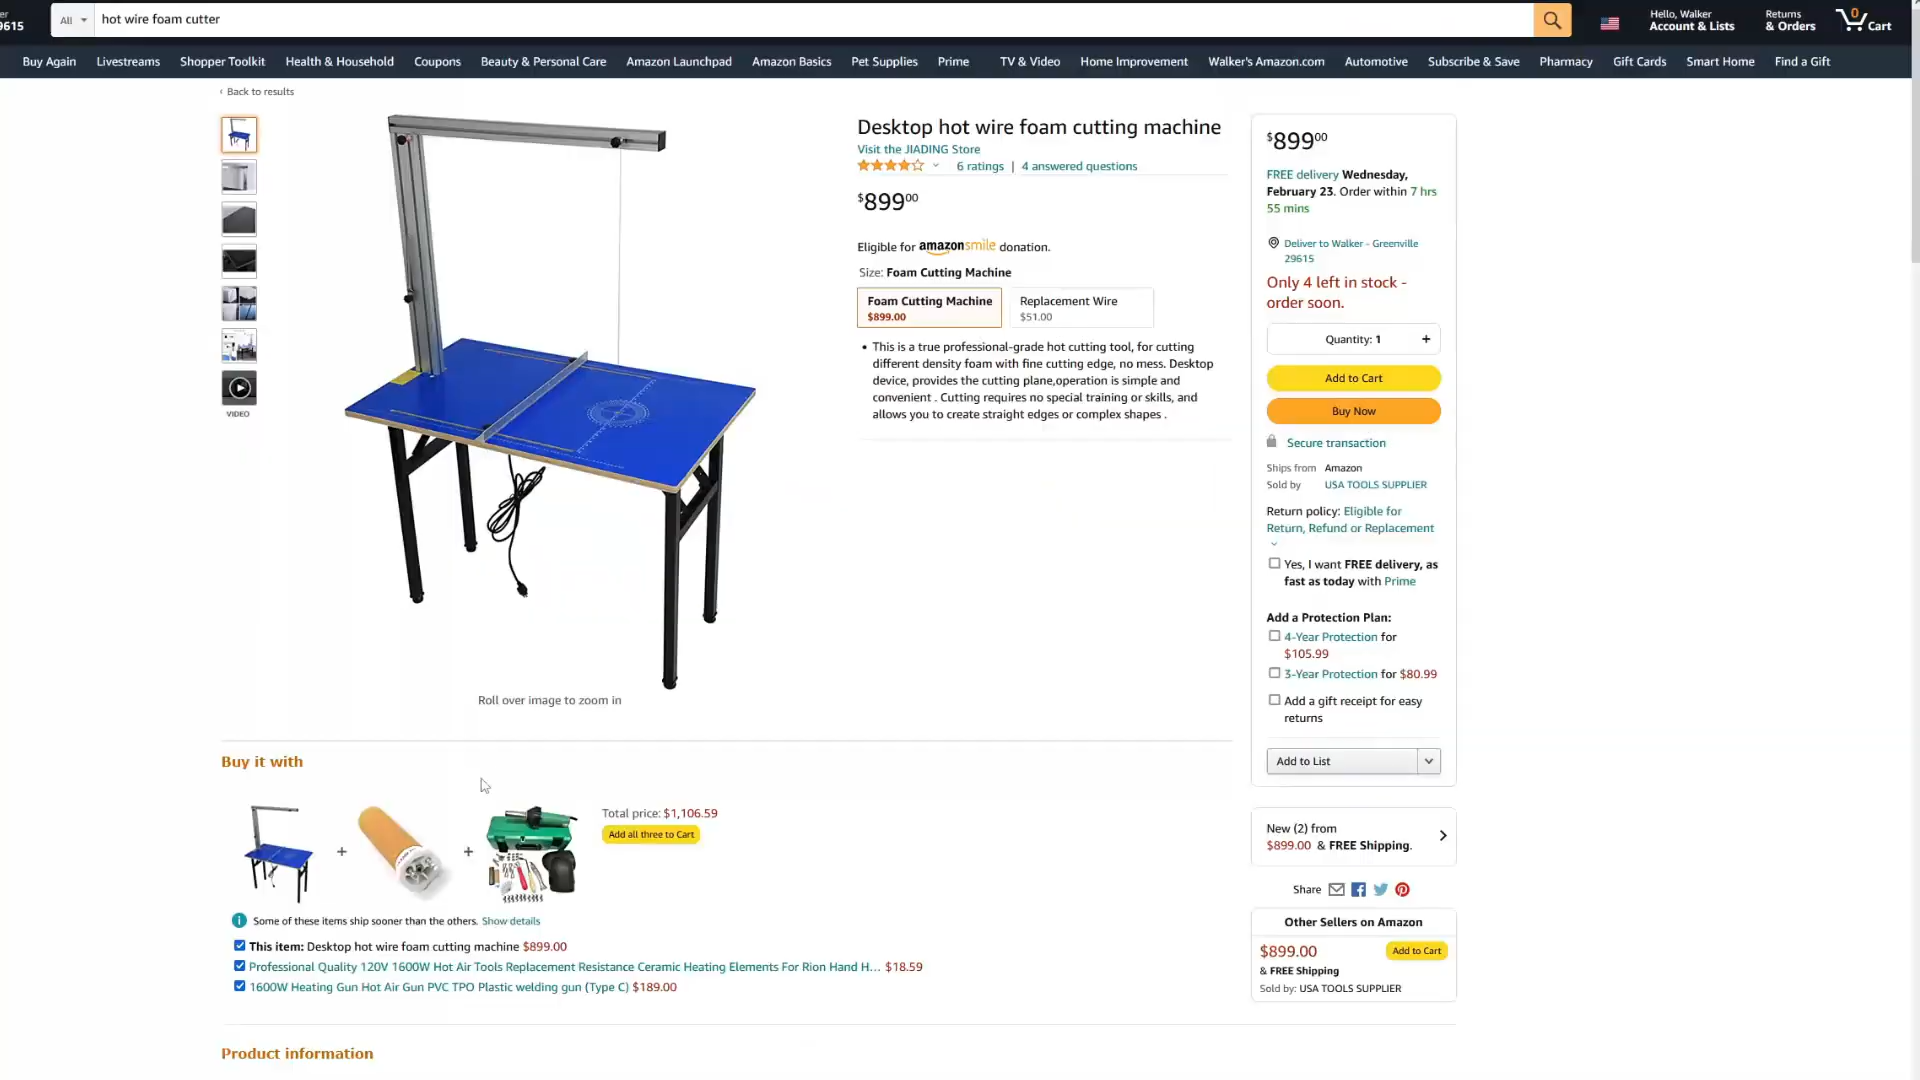 er
9615
All
hot wire foam cutter
Hello, Walker
Account & Lists
Returns
& Orders
0
Cart
Buy Again
Livestreams
Shopper Toolkit
Health & Household
Coupons
Beauty & Personal Care
Amazon Launchpad
Amazon Basics
Pet Supplies
Prime
TV & Video
Home Improvement
Walker's Amazon.com
Automotive
Subscribe & Save
Pharmacy
Gift Cards
Smart Home
Find a Gift
‹ Back to results
VIDEO
Roll over image to zoom in
Desktop hot wire foam cutting machine
Visit the JIADING Store
6 ratings | 4 answered questions
$89900
Eligible for amazonsmile donation.
Size: Foam Cutting Machine
Foam Cutting Machine
$899.00
Replacement Wire
$51.00
• This is a true professional-grade hot cutting tool, for cutting
different density foam with fine cutting edge, no mess. Desktop
device, provides the cutting plane,operation is simple and
convenient . Cutting requires no special training or skills, and
allows you to create straight edges or complex shapes .
$89900
FREE delivery Wednesday,
February 23. Order within 7 hrs
55 mins
Deliver to Walker - Greenville
29615
Only 4 left in stock -
order soon.
Quantity: 1 +
Add to Cart
Buy Now
Secure transaction
Ships from Amazon
Sold by USA TOOLS SUPPLIER
Return policy: Eligible for
Return, Refund or Replacement
Yes, I want FREE delivery, as
fast as today with Prime
Add a Protection Plan:
4-Year Protection for
$105.99
3-Year Protection for $80.99
Add a gift receipt for easy
returns
Add to List
New (2) from
$899.00 & FREE Shipping.
Share
Other Sellers on Amazon
$899.00
Add to Cart
& FREE Shipping
Sold by: USA TOOLS SUPPLIER
Buy it with
+
+
Total price: $1,106.59
Add all three to Cart
i Some of these items ship sooner than the others. Show details
This item: Desktop hot wire foam cutting machine $899.00
Professional Quality 120V 1600W Hot Air Tools Replacement Resistance Ceramic Heating Elements For Rion Hand H... $18.59
1600W Heating Gun Hot Air Gun PVC TPO Plastic welding gun (Type C) $189.00
Product information